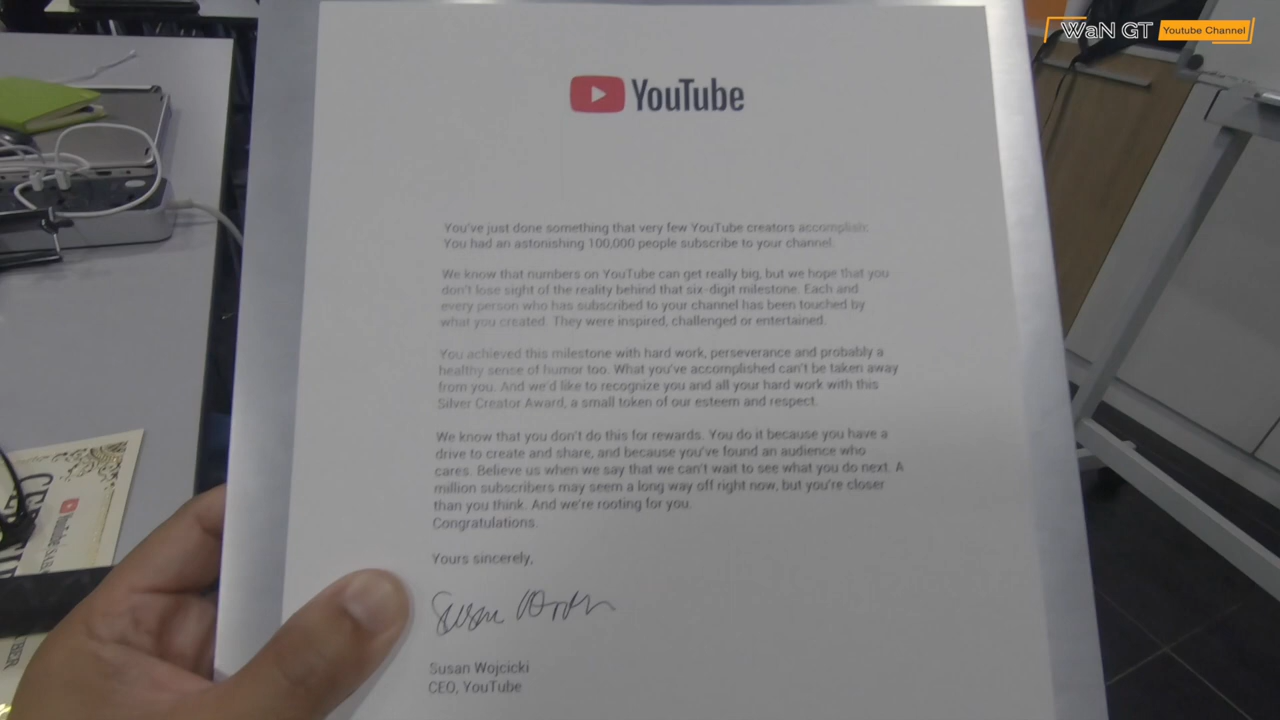 WaN GT Youtube Channel
YouTube
You've just done something that very few YouTube creators accomplish.
You had an astonishing 100,000 people subscribe to your channel.
We know that numbers on YouTube can get really big, but we hope that you
don't lose sight of the reality behind that six-digit milestone. Each and
every person who has subscribed to your channel has been touched by
what you created. They were inspired, challenged or entertained.
You achieved this milestone with hard work, perseverance and probably a
healthy sense of humor too. What you've accomplished can't be taken away
from you. And we'd like to recognize you and all your hard work with this
Silver Creator Award, a small token of our esteem and respect.
We know that you don't do this for rewards. You do it because you have a
drive to create and share, and because you've found an audience who
cares. Believe us when we say that we can't wait to see what you do next. A
million subscribers may seem a long way off right now, but you're closer
than you think. And we're rooting for you.
Congratulations.
Yours sincerely,
Susan Wojcicki
CEO, YouTube
YouTube